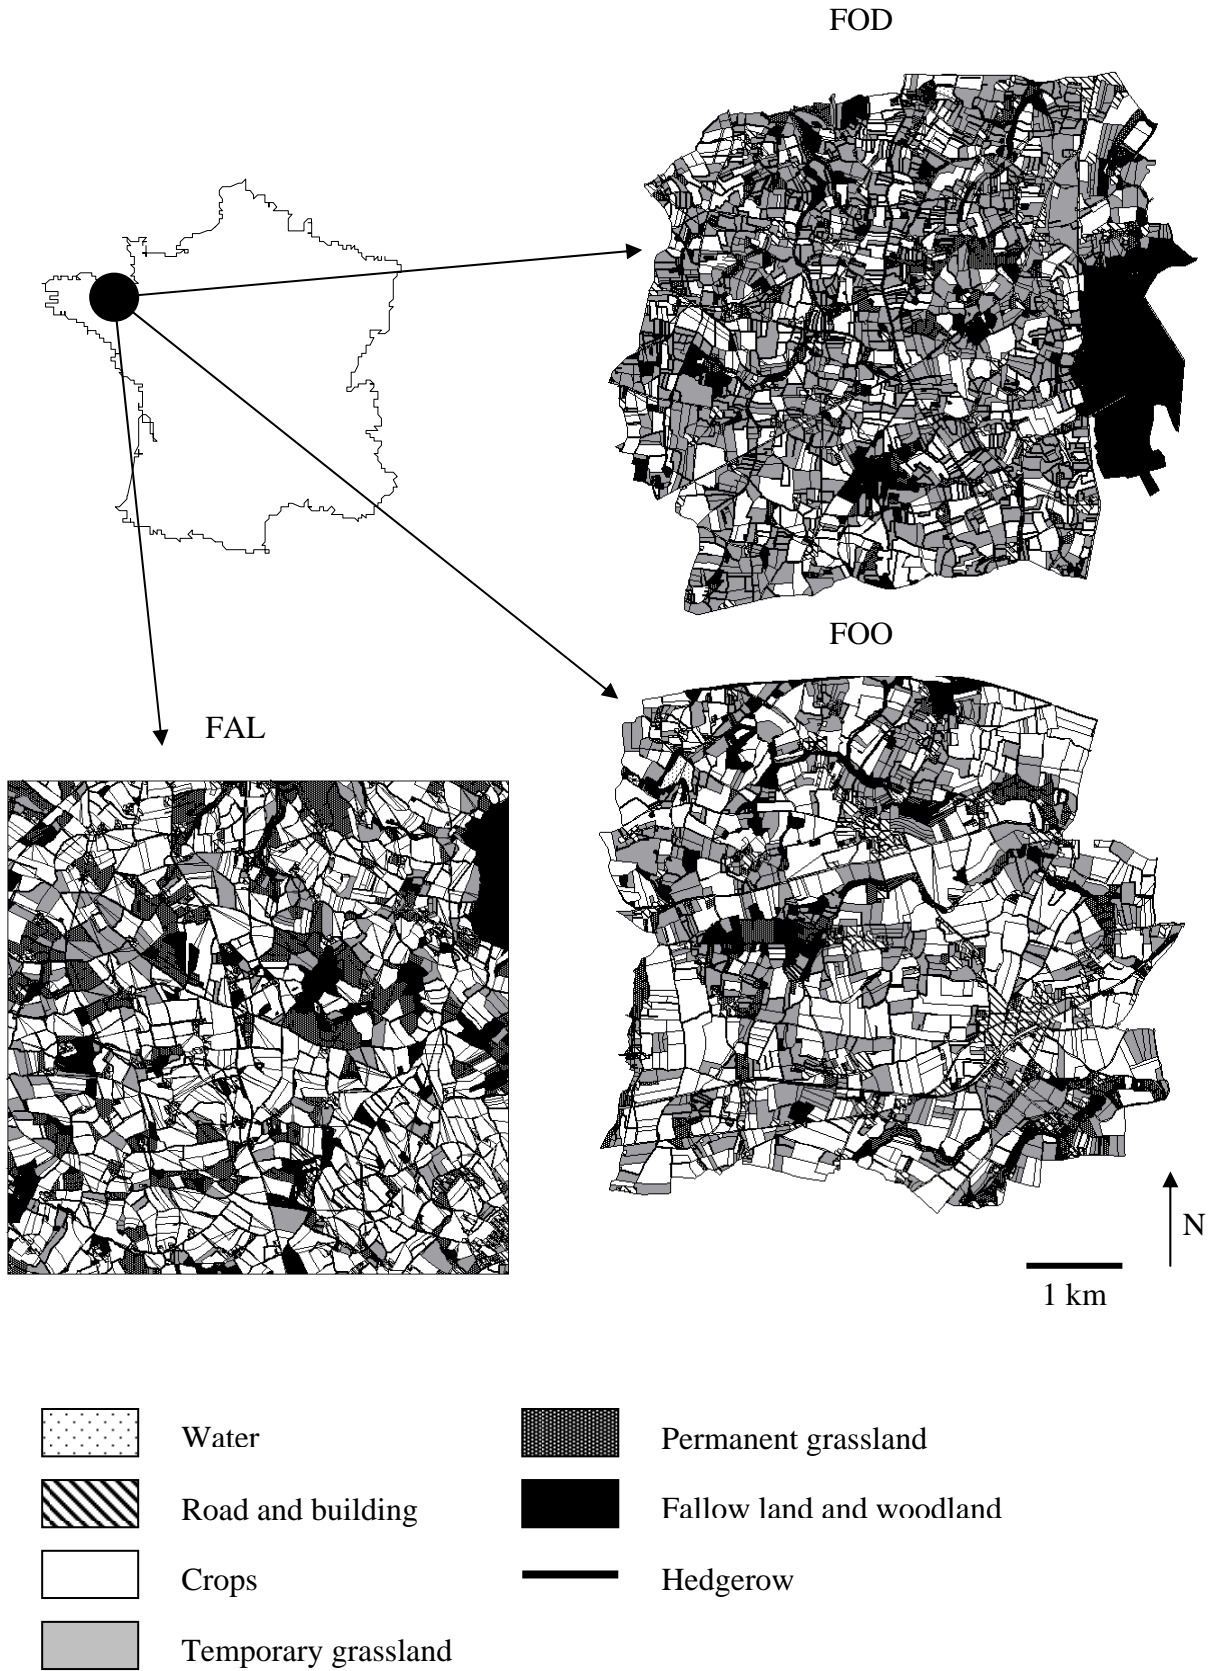 FOD
FOO
FAL
N
1 km
Water
Road and building
Crops
Temporary grassland
Permanent grassland
Fallow land and woodland
Hedgerow